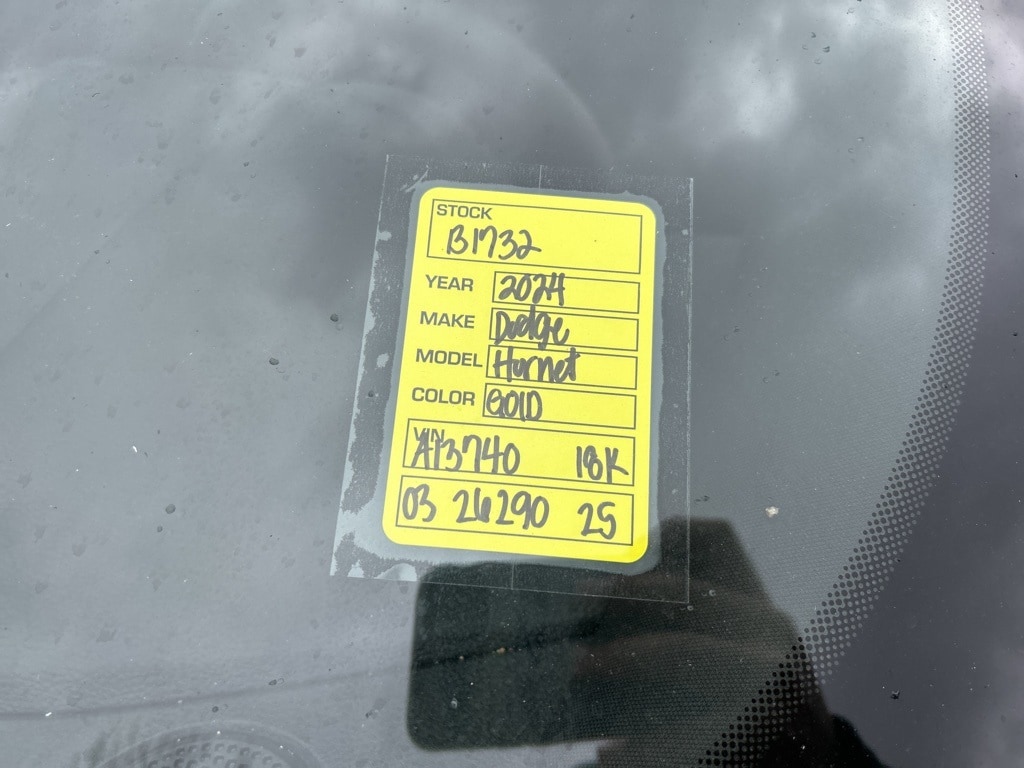 STOCK
B1732
YEAR 2024
MAKE Dodge
MODEL Hornet
COLOR GOLD
VIN
A13740 18K
03 26290 25